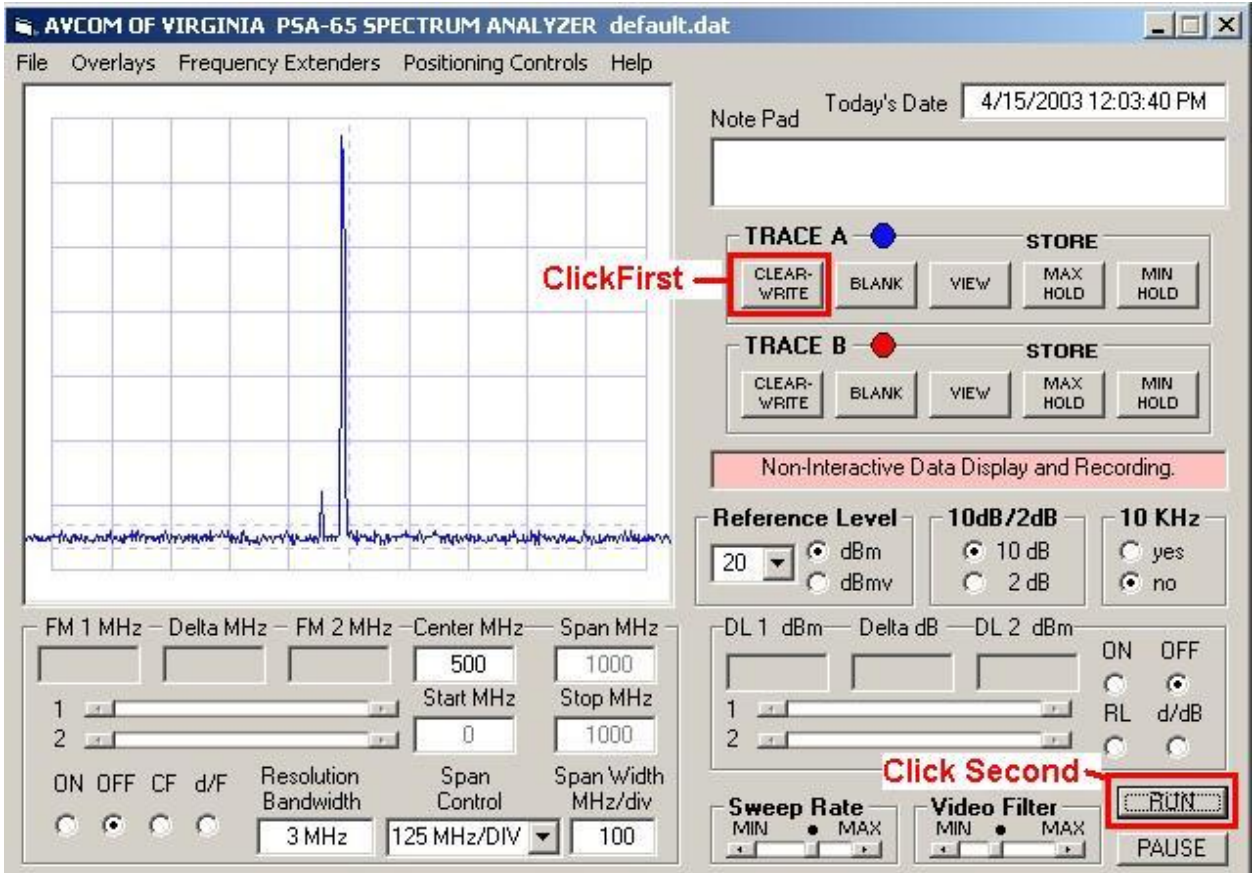 AVCOM OF VIRGINIA PSA-65 SPECTRUM ANALYZER default.dat
File Overlays Frequency Extenders Positioning Controls Help
Today's Date 4/15/2003 12:03:40 PM
Note Pad
TRACE A STORE
CLEAR-WRITE BLANK VIEW MAX HOLD MIN HOLD
ClickFirst
TRACE B STORE
CLEAR-WRITE BLANK VIEW MAX HOLD MIN HOLD
Non-Interactive Data Display and Recording.
Reference Level 10dB/2dB 10 KHz
20 dBm 10 dB yes
dBmv 2 dB no
FM 1 MHz Delta MHz FM 2 MHz Center MHz Span MHz
500 1000
Start MHz Stop MHz
1
0 1000
2
ON OFF CF d/F
Resolution Bandwidth
3 MHz
Span Control
125 MHz/DIV
Span Width MHz/div
100
DL 1 dBm Delta dB DL 2 dBm
ON OFF
1
RL d/dB
2
Click Second
Sweep Rate
MIN MAX
Video Filter
MIN MAX
RUN
PAUSE